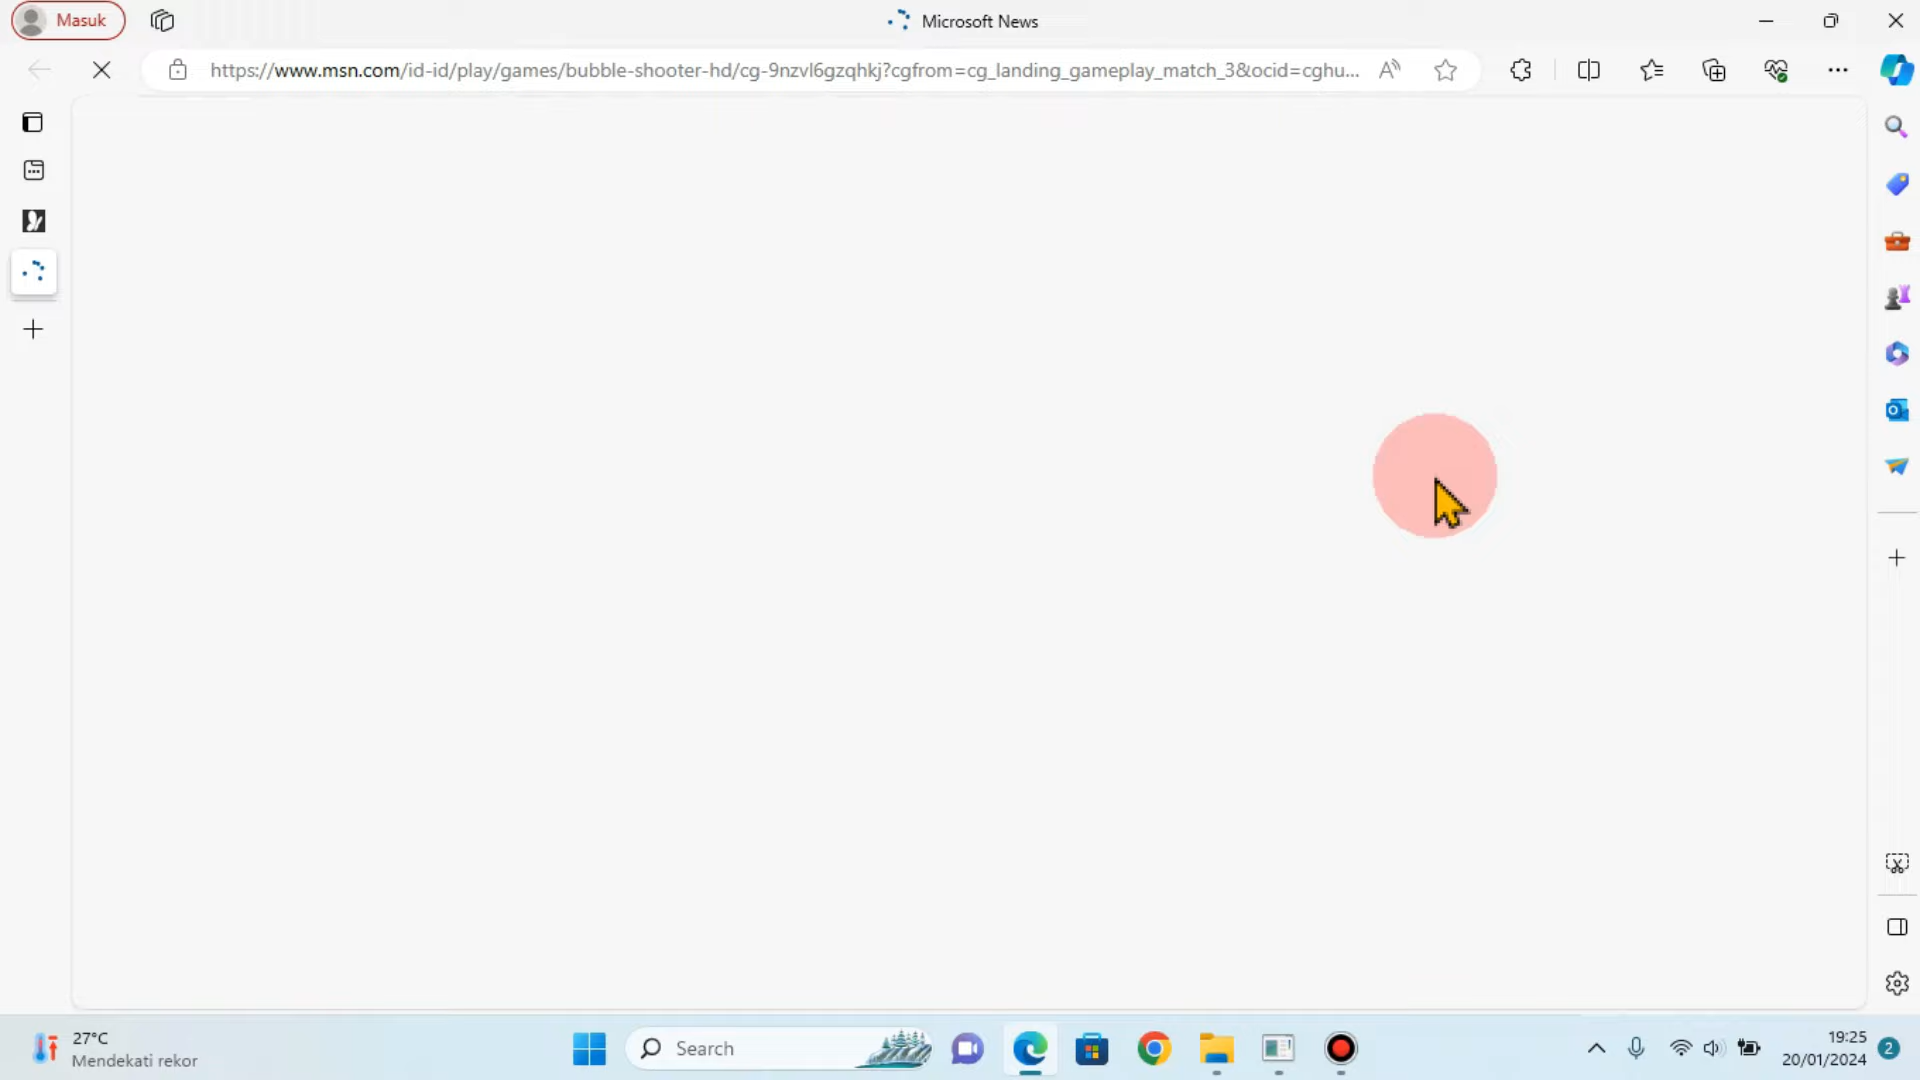 Masuk
Microsoft News
https://www.msn.com/id-id/play/games/bubble-shooter-hd/cg-9nzvl6gzqhkj?cgfrom=cg_landing_gameplay_match_3&ocid=cghu...
27°C
Mendekati rekor
Search
19:25
20/01/2024
2